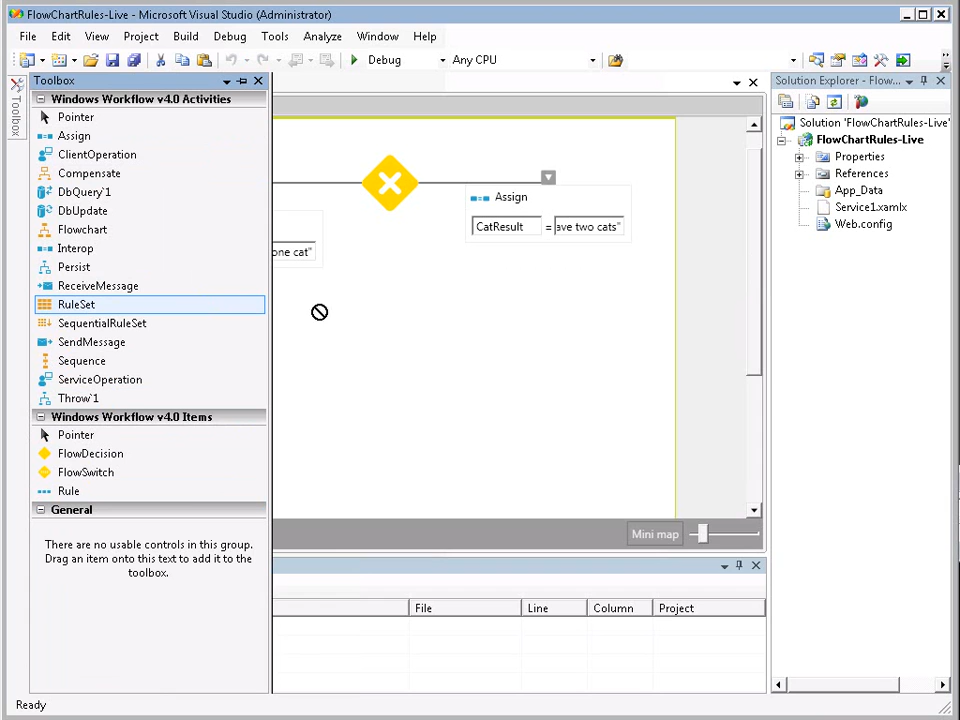 FlowChartRules-Live - Microsoft Visual Studio (Administrator)
File Edit View Project Build Debug Tools Analyze Window Help
Debug Any CPU
Toolbox
Toolbox
Windows Workflow v4.0 Activities
Pointer
Assign
ClientOperation
Compensate
DbQuery`1
DbUpdate
Flowchart
Interop
Persist
ReceiveMessage
RuleSet
SequentialRuleSet
SendMessage
Sequence
ServiceOperation
Throw`1
Windows Workflow v4.0 Items
Pointer
FlowDecision
FlowSwitch
Rule
General
There are no usable controls in this group.
Drag an item onto this text to add it to the
toolbox.
Assign
CatResult = ave two cats"
one cat"
Mini map
File Line Column Project
Solution Explorer - Flow...
Solution 'FlowChartRules-Live'
FlowChartRules-Live
Properties
References
App_Data
Service1.xamlx
Web.config
Ready